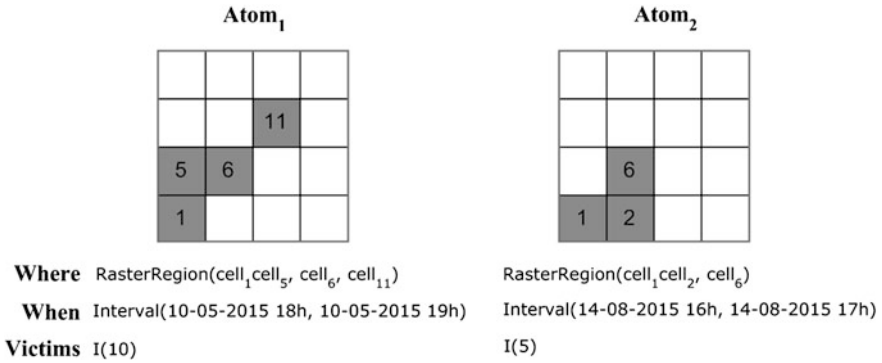 Atom1 Atom2
11
5 6 6
1 1 2
Where RasterRegion(cell1cell5, cell6, cell11) RasterRegion(cell1cell2, cell6)
When Interval(10-05-2015 18h, 10-05-2015 19h) Interval(14-08-2015 16h, 14-08-2015 17h)
Victims I(10) I(5)